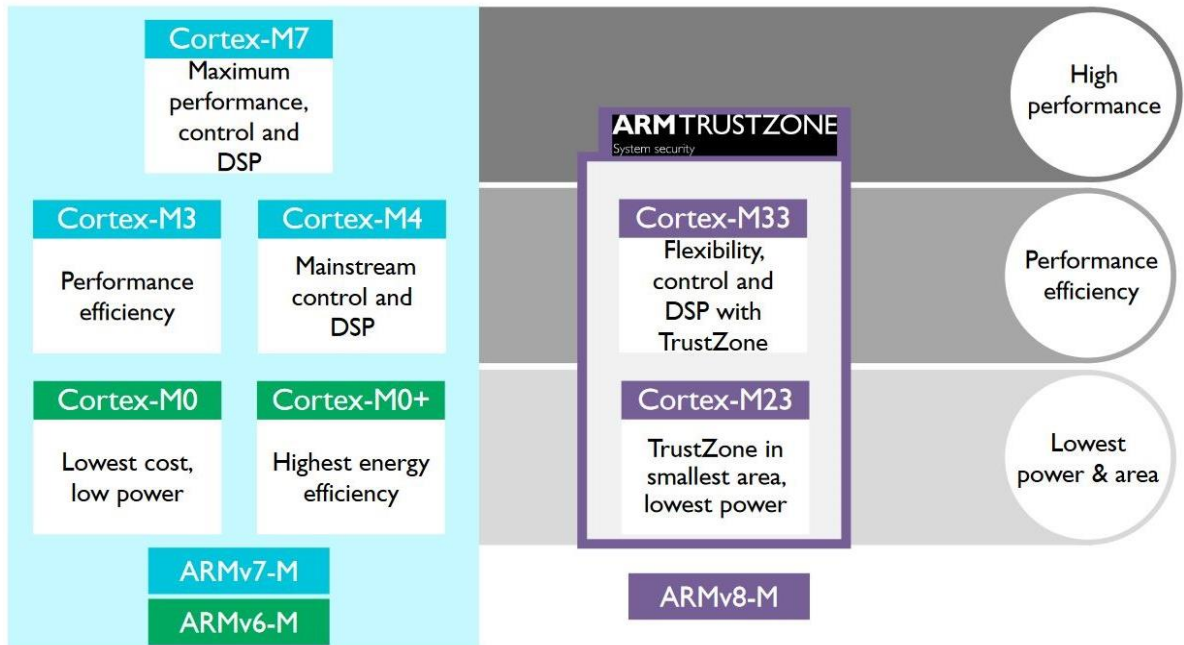 Cortex-M7
Maximum
performance,
control and
DSP
High
performance
ARMTRUSTZONE
System security
Cortex-M3
Performance
efficiency
Cortex-M4
Mainstream
control and
DSP
Cortex-M33
Flexibility,
control and
DSP with
TrustZone
Performance
efficiency
Cortex-M0
Lowest cost,
low power
Cortex-M0+
Highest energy
efficiency
Cortex-M23
TrustZone in
smallest area,
lowest power
Lowest
power & area
ARMv7-M
ARMv6-M
ARMv8-M